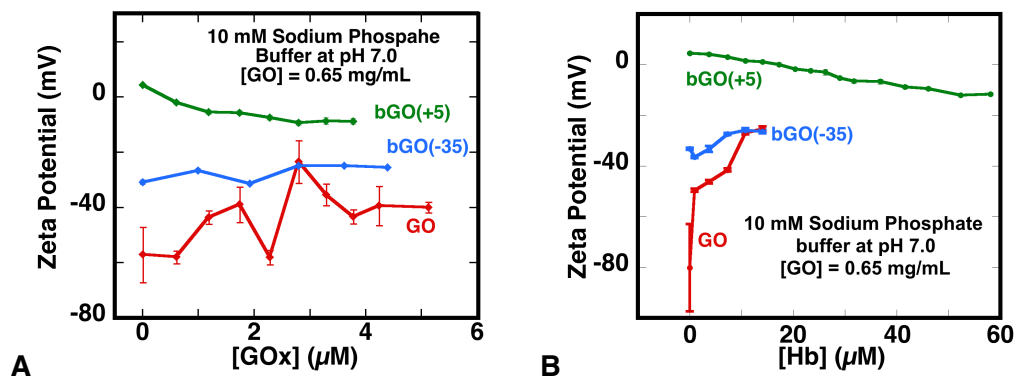 10 mM Sodium Phospahe
Buffer at pH 7.0
[GO] = 0.65 mg/mL
bGO(+5)
bGO(-35)
GO
Zeta Potential (mV)
0
-40
-80
0
2
4
6
[GOx] (µM)
A
bGO(+5)
bGO(-35)
GO
10 mM Sodium Phosphate
buffer at pH 7.0
[GO] = 0.65 mg/mL
Zeta Potential (mV)
0
-40
-80
0
20
40
60
[Hb] (µM)
B